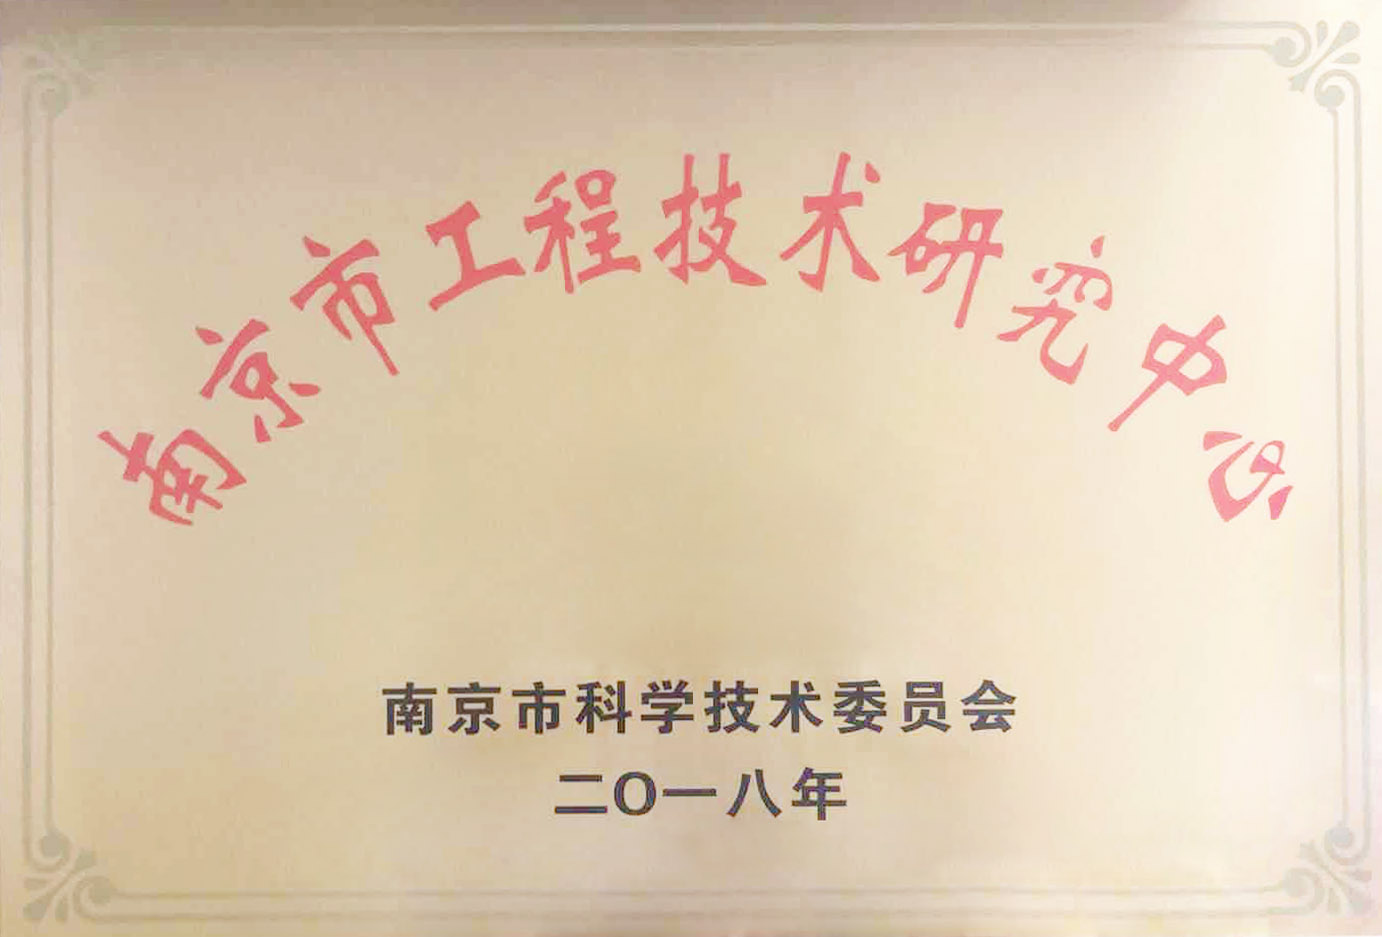 南京市工程技术研究中心
南京市科学技术委员会
二〇一八年